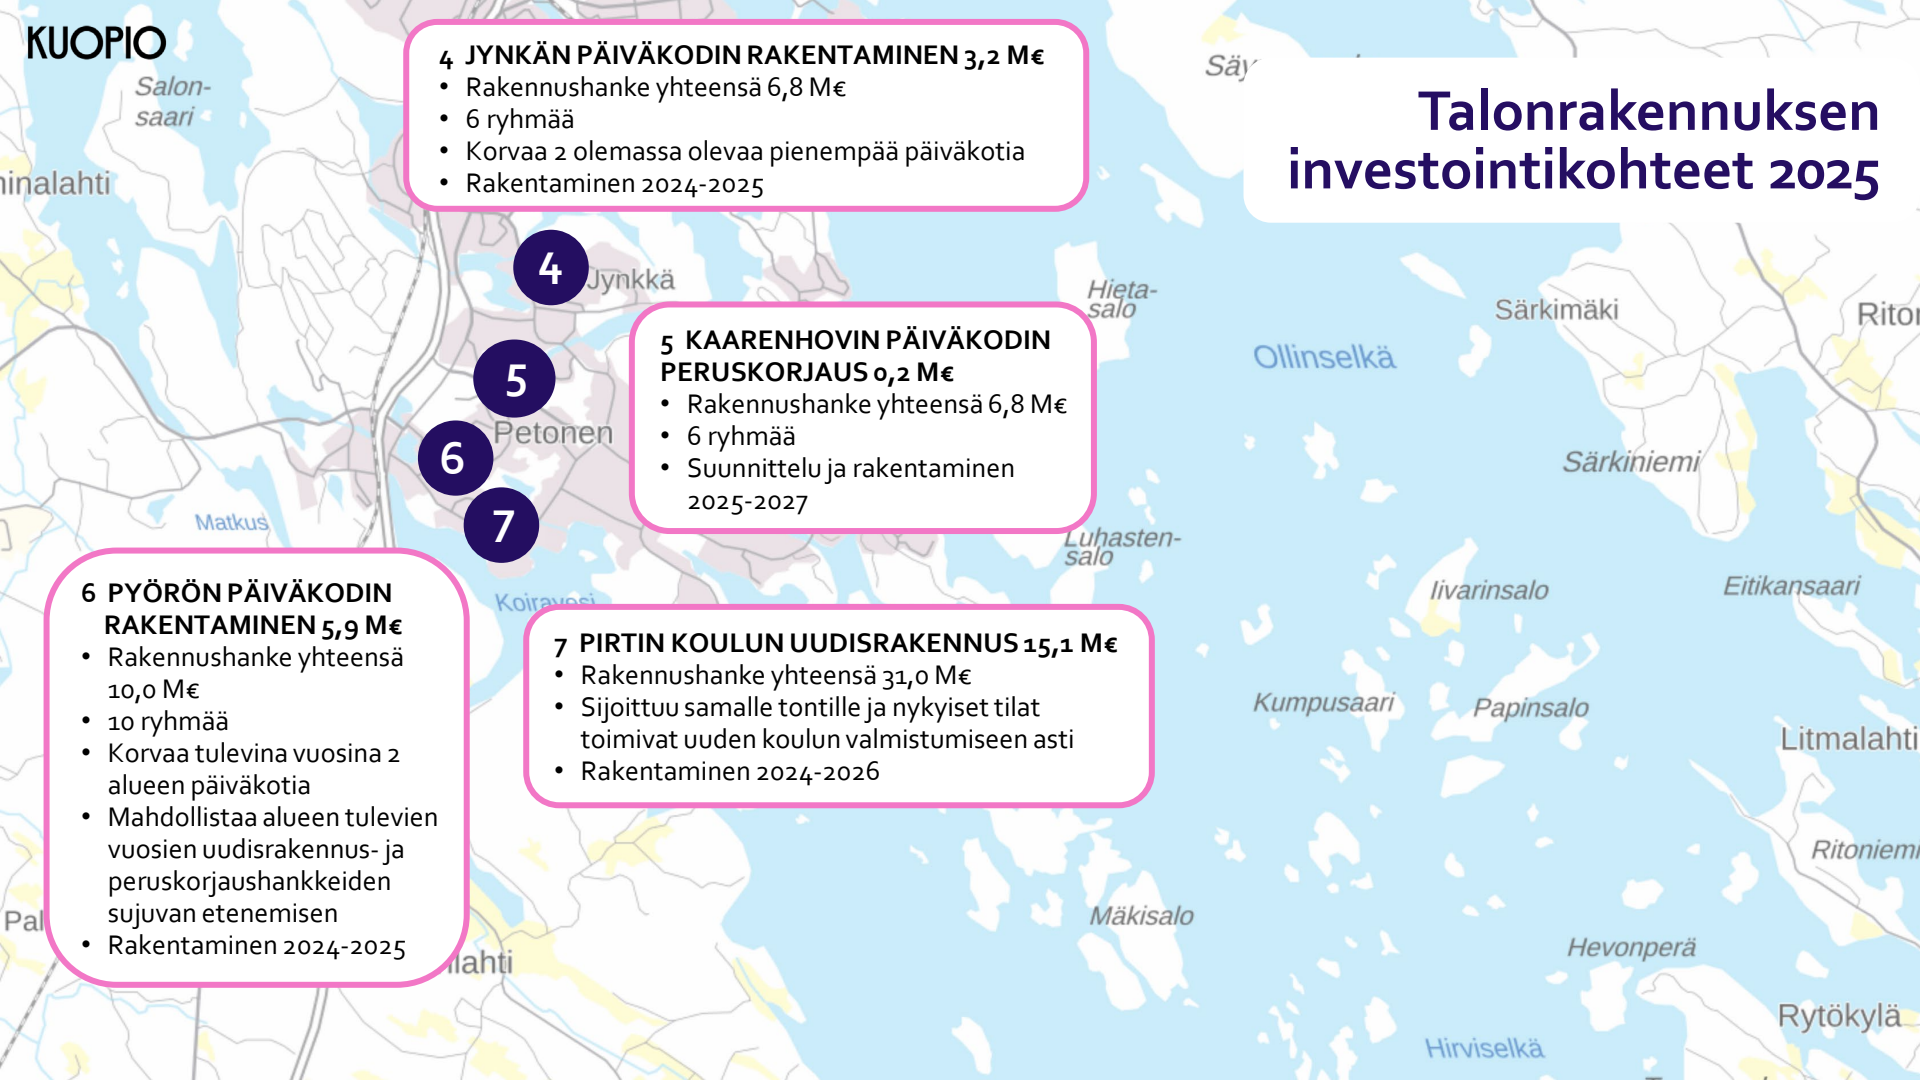 KUOPIO
Talonrakennuksen
investointikohteet 2025
4 JYNKÄN PÄIVÄKODIN RAKENTAMINEN 3,2 M€
• Rakennushanke yhteensä 6,8 M€
• 6 ryhmää
• Korvaa 2 olemassa olevaa pienempää päiväkotia
• Rakentaminen 2024-2025
5 KAARENHOVIN PÄIVÄKODIN
PERUSKORJAUS 0,2 M€
• Rakennushanke yhteensä 6,8 M€
• 6 ryhmää
• Suunnittelu ja rakentaminen
2025-2027
6 PYÖRÖN PÄIVÄKODIN
RAKENTAMINEN 5,9 M€
• Rakennushanke yhteensä
10,0 M€
• 10 ryhmää
• Korvaa tulevina vuosina 2
alueen päiväkotia
• Mahdollistaa alueen tulevien
vuosien uudisrakennus- ja
peruskorjaushankkeiden
sujuvan etenemisen
• Rakentaminen 2024-2025
7 PIRTIN KOULUN UUDISRAKENNUS 15,1 M€
• Rakennushanke yhteensä 31,0 M€
• Sijoittuu samalle tontille ja nykyiset tilat
toimivat uuden koulun valmistumiseen asti
• Rakentaminen 2024-2026
4
5
6
7
Salon-
saari
Jynkkä
Petonen
Matkus
Hieta-
salo
Ollinselkä
Särkimäki
Särkiniemi
Luhasten-
salo
Iivarinsalo
Eitikansaari
Kumpusaari
Papinsalo
Litmalahti
Ritoniemi
Mäkisalo
Hevonperä
Rytökylä
Hirviselkä